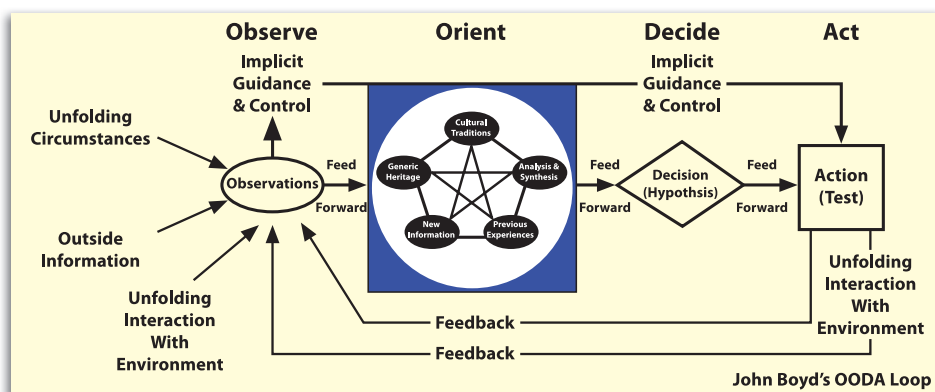 Observe
Orient
Decide
Act
Implicit
Guidance
& Control
Implicit
Guidance
& Control
Unfolding
Circumstances
Observations
Feed
Forward
Cultural
Traditions
Generic
Heritage
Analysis &
Synthesis
New
Information
Previous
Experiences
Feed
Forward
Decision
(Hypothsis)
Feed
Forward
Action
(Test)
Outside
Information
Unfolding
Interaction
With
Environment
Unfolding
Interaction
With
Environment
Feedback
Feedback
John Boyd's OODA Loop